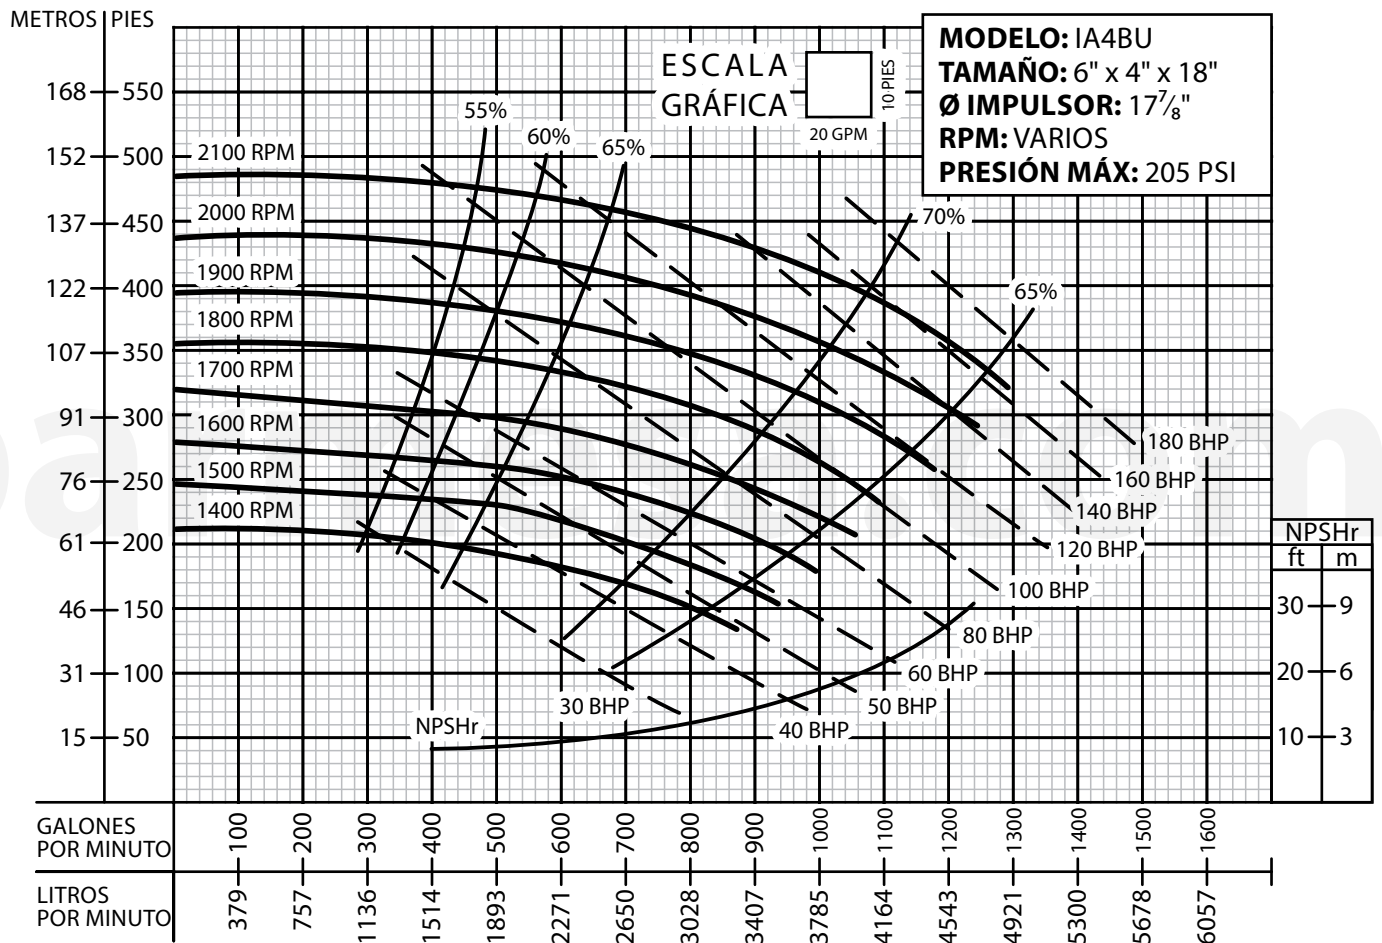 METROS PIES
168 550
152 500
137 450
122 400
107 350
91 300
76 250
61 200
46 150
31 100
15 50
ESCALA
GRÁFICA
10 PIES
20 GPM
MODELO: IA4BU
TAMAÑO: 6" x 4" x 18"
Ø IMPULSOR: 17⅞"
RPM: VARIOS
PRESIÓN MÁX: 205 PSI
55%
60%
65%
70%
65%
2100 RPM
2000 RPM
1900 RPM
1800 RPM
1700 RPM
1600 RPM
1500 RPM
1400 RPM
180 BHP
160 BHP
140 BHP
120 BHP
100 BHP
80 BHP
60 BHP
50 BHP
40 BHP
30 BHP
NPSHr
NPSHr
ft m
30 9
20 6
10 3
GALONES
POR MINUTO
100 200 300 400 500 600 700 800 900 1000 1100 1200 1300 1400 1500 1600
LITROS
POR MINUTO
379 757 1136 1514 1893 2271 2650 3028 3407 3785 4164 4543 4921 5300 5678 6057